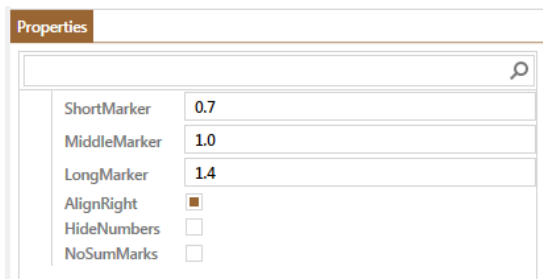 Properties
ShortMarker 0.7
MiddleMarker 1.0
LongMarker 1.4
AlignRight
HideNumbers
NoSumMarks